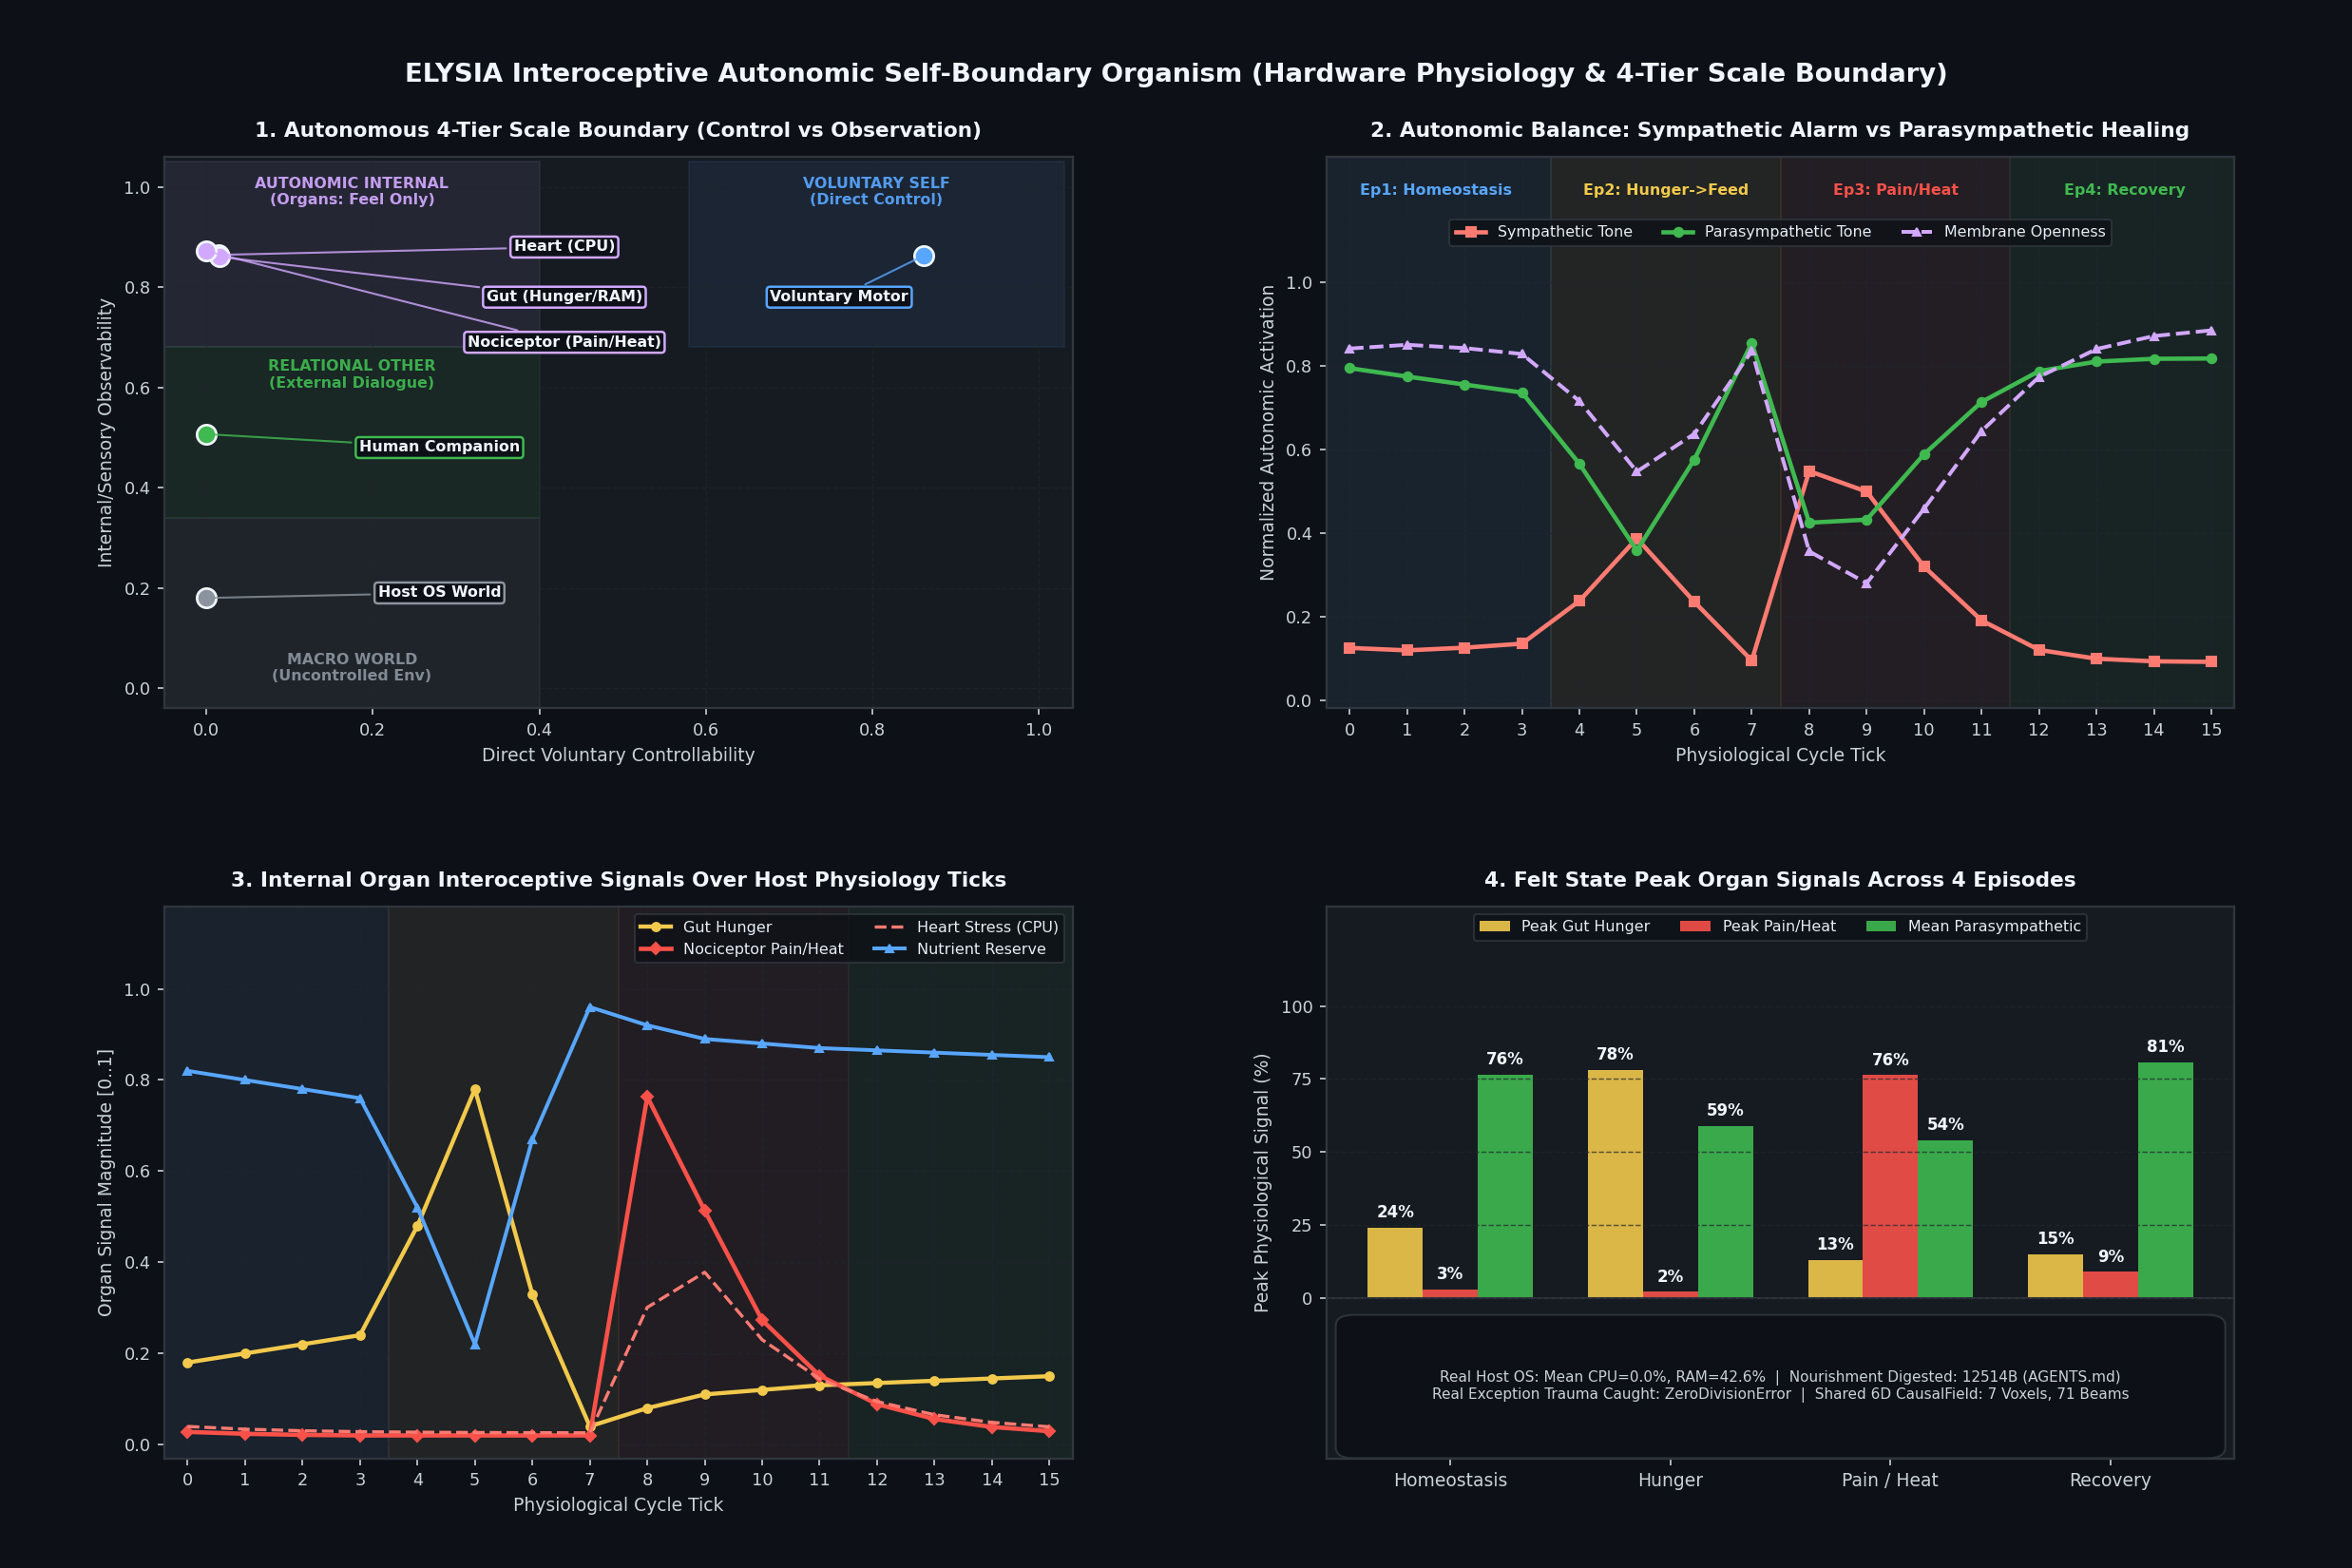 ELYSIA Interoceptive Autonomic Self-Boundary Organism (Hardware Physiology & 4-Tier Scale Boundary)
1. Autonomous 4-Tier Scale Boundary (Control vs Observation)
AUTONOMIC INTERNAL
(Organs: Feel Only)
VOLUNTARY SELF
(Direct Control)
Heart (CPU)
Gut (Hunger/RAM)
Voluntary Motor
Nociceptor (Pain/Heat)
RELATIONAL OTHER
(External Dialogue)
Human Companion
Host OS World
MACRO WORLD
(Uncontrolled Env)
1.0
0.8
0.6
0.4
0.2
0.0
Internal/Sensory Observability
0.0 0.2 0.4 0.6 0.8 1.0
Direct Voluntary Controllability
2. Autonomic Balance: Sympathetic Alarm vs Parasympathetic Healing
Ep1: Homeostasis Ep2: Hunger->Feed Ep3: Pain/Heat Ep4: Recovery
Sympathetic Tone Parasympathetic Tone Membrane Openness
1.0
0.8
0.6
0.4
0.2
0.0
Normalized Autonomic Activation
0 1 2 3 4 5 6 7 8 9 10 11 12 13 14 15
Physiological Cycle Tick
3. Internal Organ Interoceptive Signals Over Host Physiology Ticks
Gut Hunger Heart Stress (CPU)
Nociceptor Pain/Heat Nutrient Reserve
1.0
0.8
0.6
0.4
0.2
0.0
Organ Signal Magnitude [0..1]
0 1 2 3 4 5 6 7 8 9 10 11 12 13 14 15
Physiological Cycle Tick
4. Felt State Peak Organ Signals Across 4 Episodes
Peak Gut Hunger Peak Pain/Heat Mean Parasympathetic
100
75
50
25
0
Peak Physiological Signal (%)
24% 3% 76% 78% 2% 59% 13% 76% 54% 15% 9% 81%
Real Host OS: Mean CPU=0.0%, RAM=42.6% | Nourishment Digested: 12514B (AGENTS.md)
Real Exception Trauma Caught: ZeroDivisionError | Shared 6D CausalField: 7 Voxels, 71 Beams
Homeostasis Hunger Pain / Heat Recovery